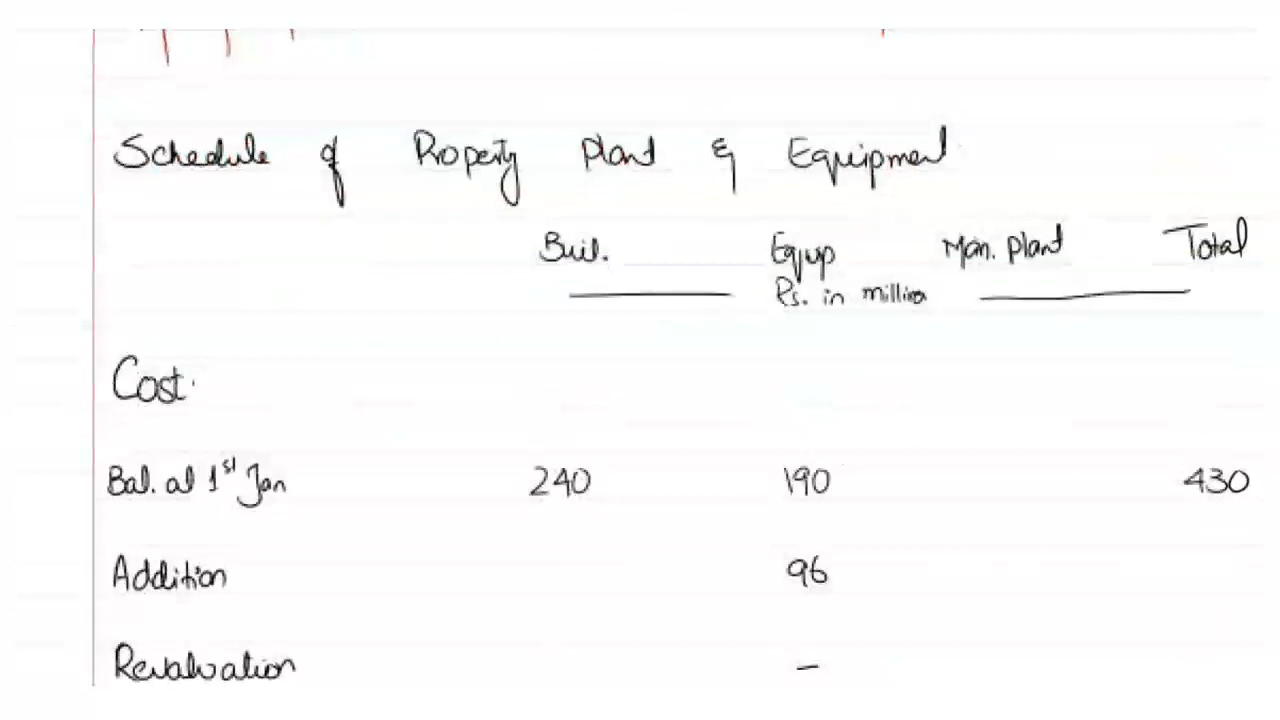 Schedule of Property Plant & Equipment
Buil. Equp Man. Plant Total
Rs. in million
Cost.
Bal. at 1st Jan 240 190 430
Addition 96
Revaluation –